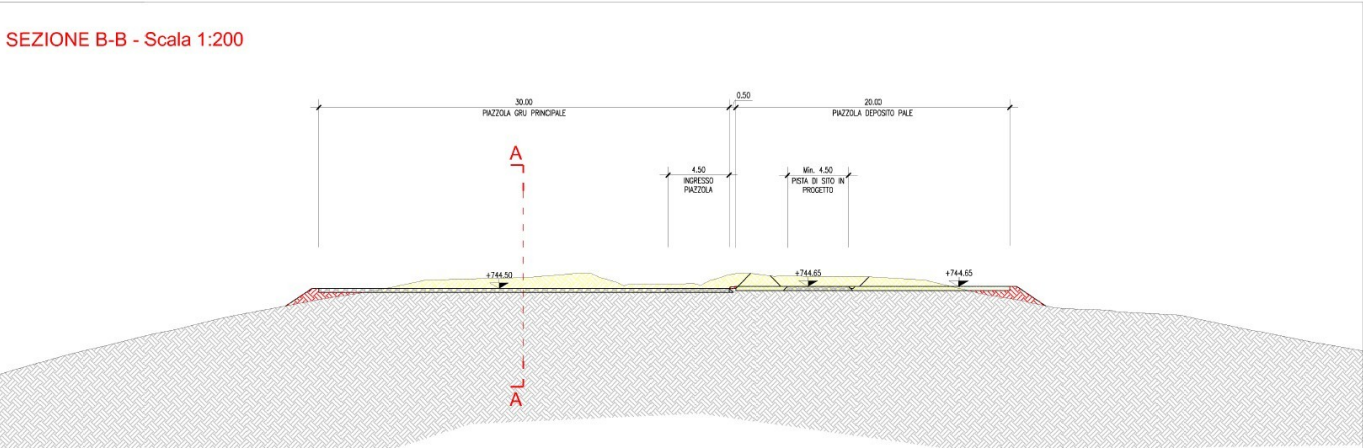 SEZIONE B-B - Scala 1:200
30.00
PIAZZOLA GRU PRINCIPALE
0.50
20.00
PIAZZOLA DEPOSITO PALE
A
4.50
INGRESSO
PIAZZOLA
Min. 4.50
PISTA DI SITO IN
PROGETTO
+744.50
+744.65
+744.65
A